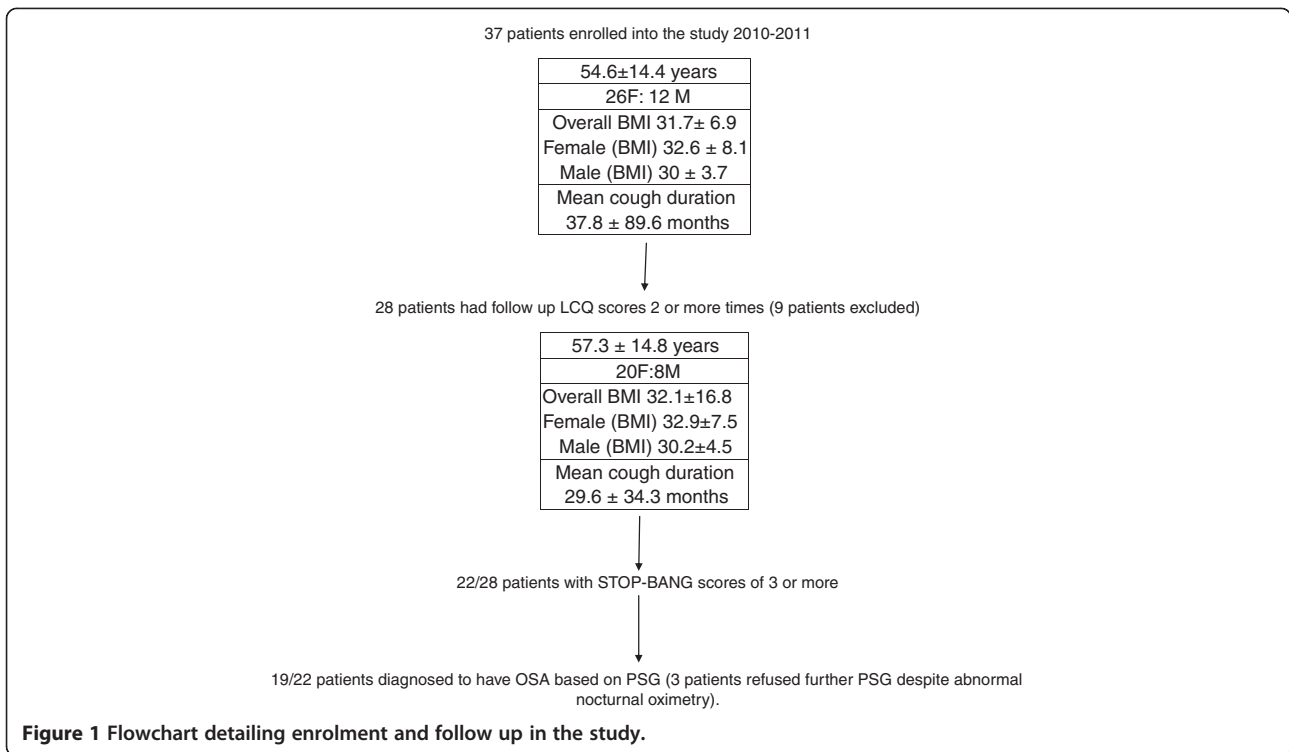 37 patients enrolled into the study 2010-2011
54.6±14.4 years
26F: 12 M
Overall BMI 31.7± 6.9
Female (BMI) 32.6 ± 8.1
Male (BMI) 30 ± 3.7
Mean cough duration
37.8 ± 89.6 months
28 patients had follow up LCQ scores 2 or more times (9 patients excluded)
57.3 ± 14.8 years
20F:8M
Overall BMI 32.1±16.8
Female (BMI) 32.9±7.5
Male (BMI) 30.2±4.5
Mean cough duration
29.6 ± 34.3 months
22/28 patients with STOP-BANG scores of 3 or more
19/22 patients diagnosed to have OSA based on PSG (3 patients refused further PSG despite abnormal
nocturnal oximetry).
Figure 1 Flowchart detailing enrolment and follow up in the study.